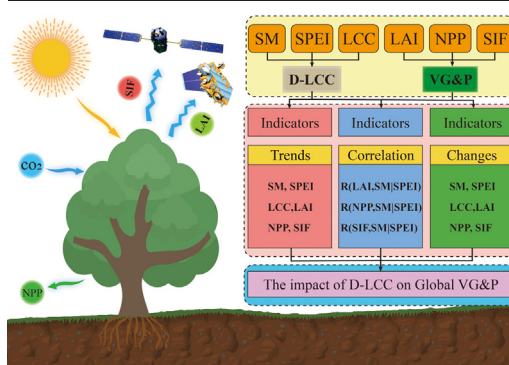 SM SPEI LCC LAI NPP SIF
D-LCC VG&P
SIF
LAI
CO₂
NPP
Indicators Indicators Indicators
Trends Correlation Changes
SM, SPEI R(LAI,SM|SPEI) SM, SPEI
LCC,LAI R(NPP,SM|SPEI) LCC,LAI
NPP, SIF R(SIF,SM|SPEI) NPP, SIF
The impact of D-LCC on Global VG&P